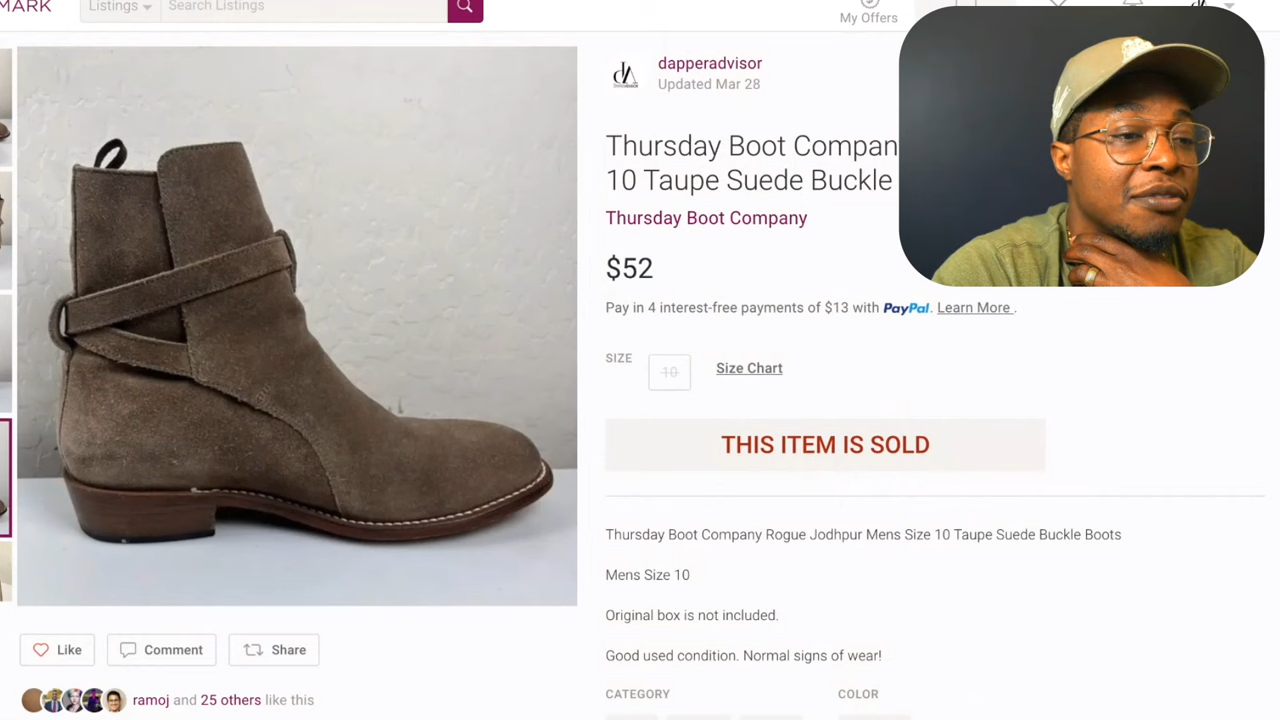 MARK
Listings
Search Listings
My Offers
dA
dapperadvisor
Updated Mar 28
Thursday Boot Compan
10 Taupe Suede Buckle
Thursday Boot Company
$52
Pay in 4 interest-free payments of $13 with PayPal. Learn More .
SIZE
10
Size Chart
THIS ITEM IS SOLD
Thursday Boot Company Rogue Jodhpur Mens Size 10 Taupe Suede Buckle Boots
Mens Size 10
Original box is not included.
Good used condition. Normal signs of wear!
CATEGORY
COLOR
Like
Comment
Share
ramoj and 25 others like this